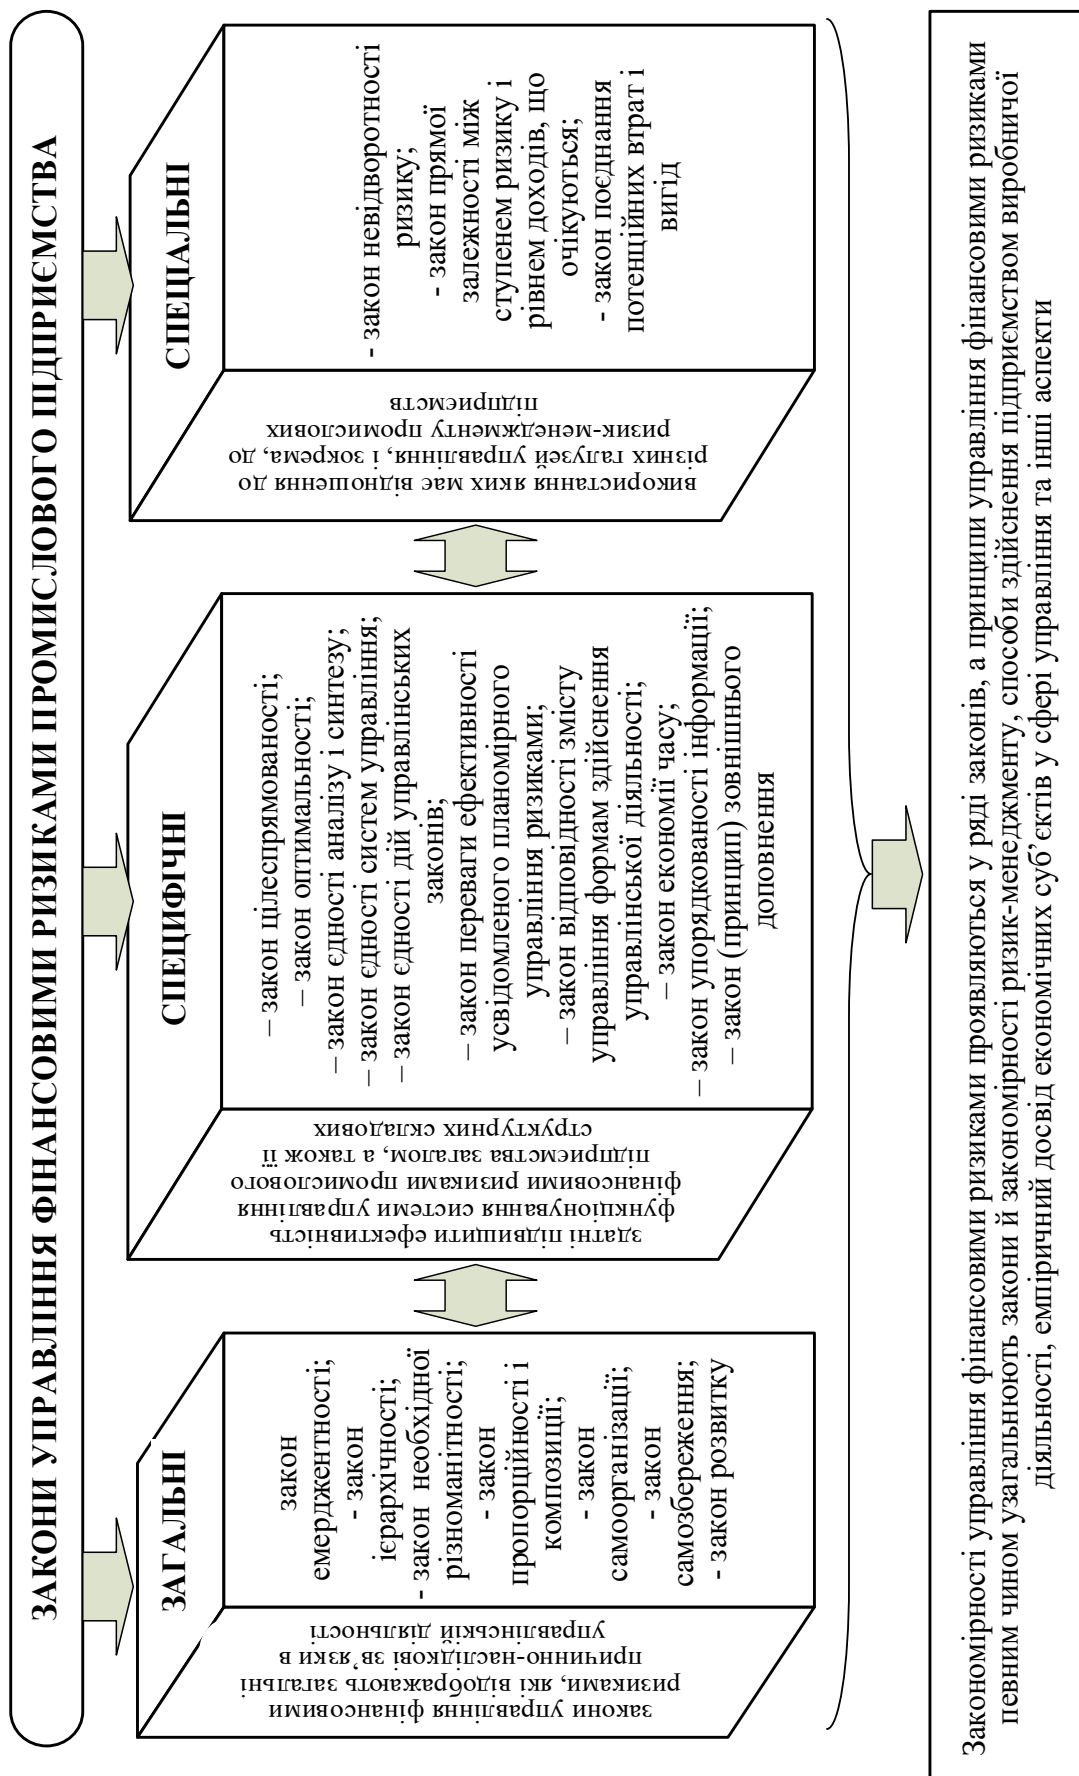 ЗАКОНИ УПРАВЛІННЯ ФІНАНСОВИМИ РИЗИКАМИ ПРОМИСЛОВОГО ПІДПРИЄМСТВА
ЗАГАЛЬНІ
закони управління фінансовими
ризиками, які відображають загальні
причинно-наслідкові зв’язки в
управлінській діяльності
закон
емерджентності;
- закон
ієрархічності;
- закон необхідної
різноманітності;
- закон
пропорційності і
композиції;
- закон
самоорганізації;
- закон
самозбереження;
- закон розвитку
СПЕЦИФІЧНІ
здатні підвищити ефективність
функціонування системи управління
фінансовими ризиками промислового
підприємства загалом, а також її
структурних складових
– закон цілеспрямованості;
– закон оптимальності;
– закон єдності аналізу і синтезу;
– закон єдності систем управління;
– закон єдності дій управлінських
законів;
– закон переваги ефективності
усвідомленого планомірного
управління ризиками;
– закон відповідності змісту
управління формам здійснення
управлінської діяльності;
– закон економії часу;
– закон упорядкованості інформації;
– закон (принцип) зовнішнього
доповнення
СПЕЦІАЛЬНІ
використання яких має відношення до
різних галузей управління, і зокрема, до
ризик-менеджменту промислових
підприємств
- закон невідворотності
ризику;
- закон прямої
залежності між
ступенем ризику і
рівнем доходів, що
очікуються;
- закон поєднання
потенційних втрат і
вигід
Закономірності управління фінансовими ризиками проявляються у ряді законів, а принципи управління фінансовими ризиками
певним чином узагальнюють закони й закономірності ризик-менеджменту, способи здійснення підприємством виробничої
діяльності, емпіричний досвід економічних суб’єктів у сфері управління та інші аспекти